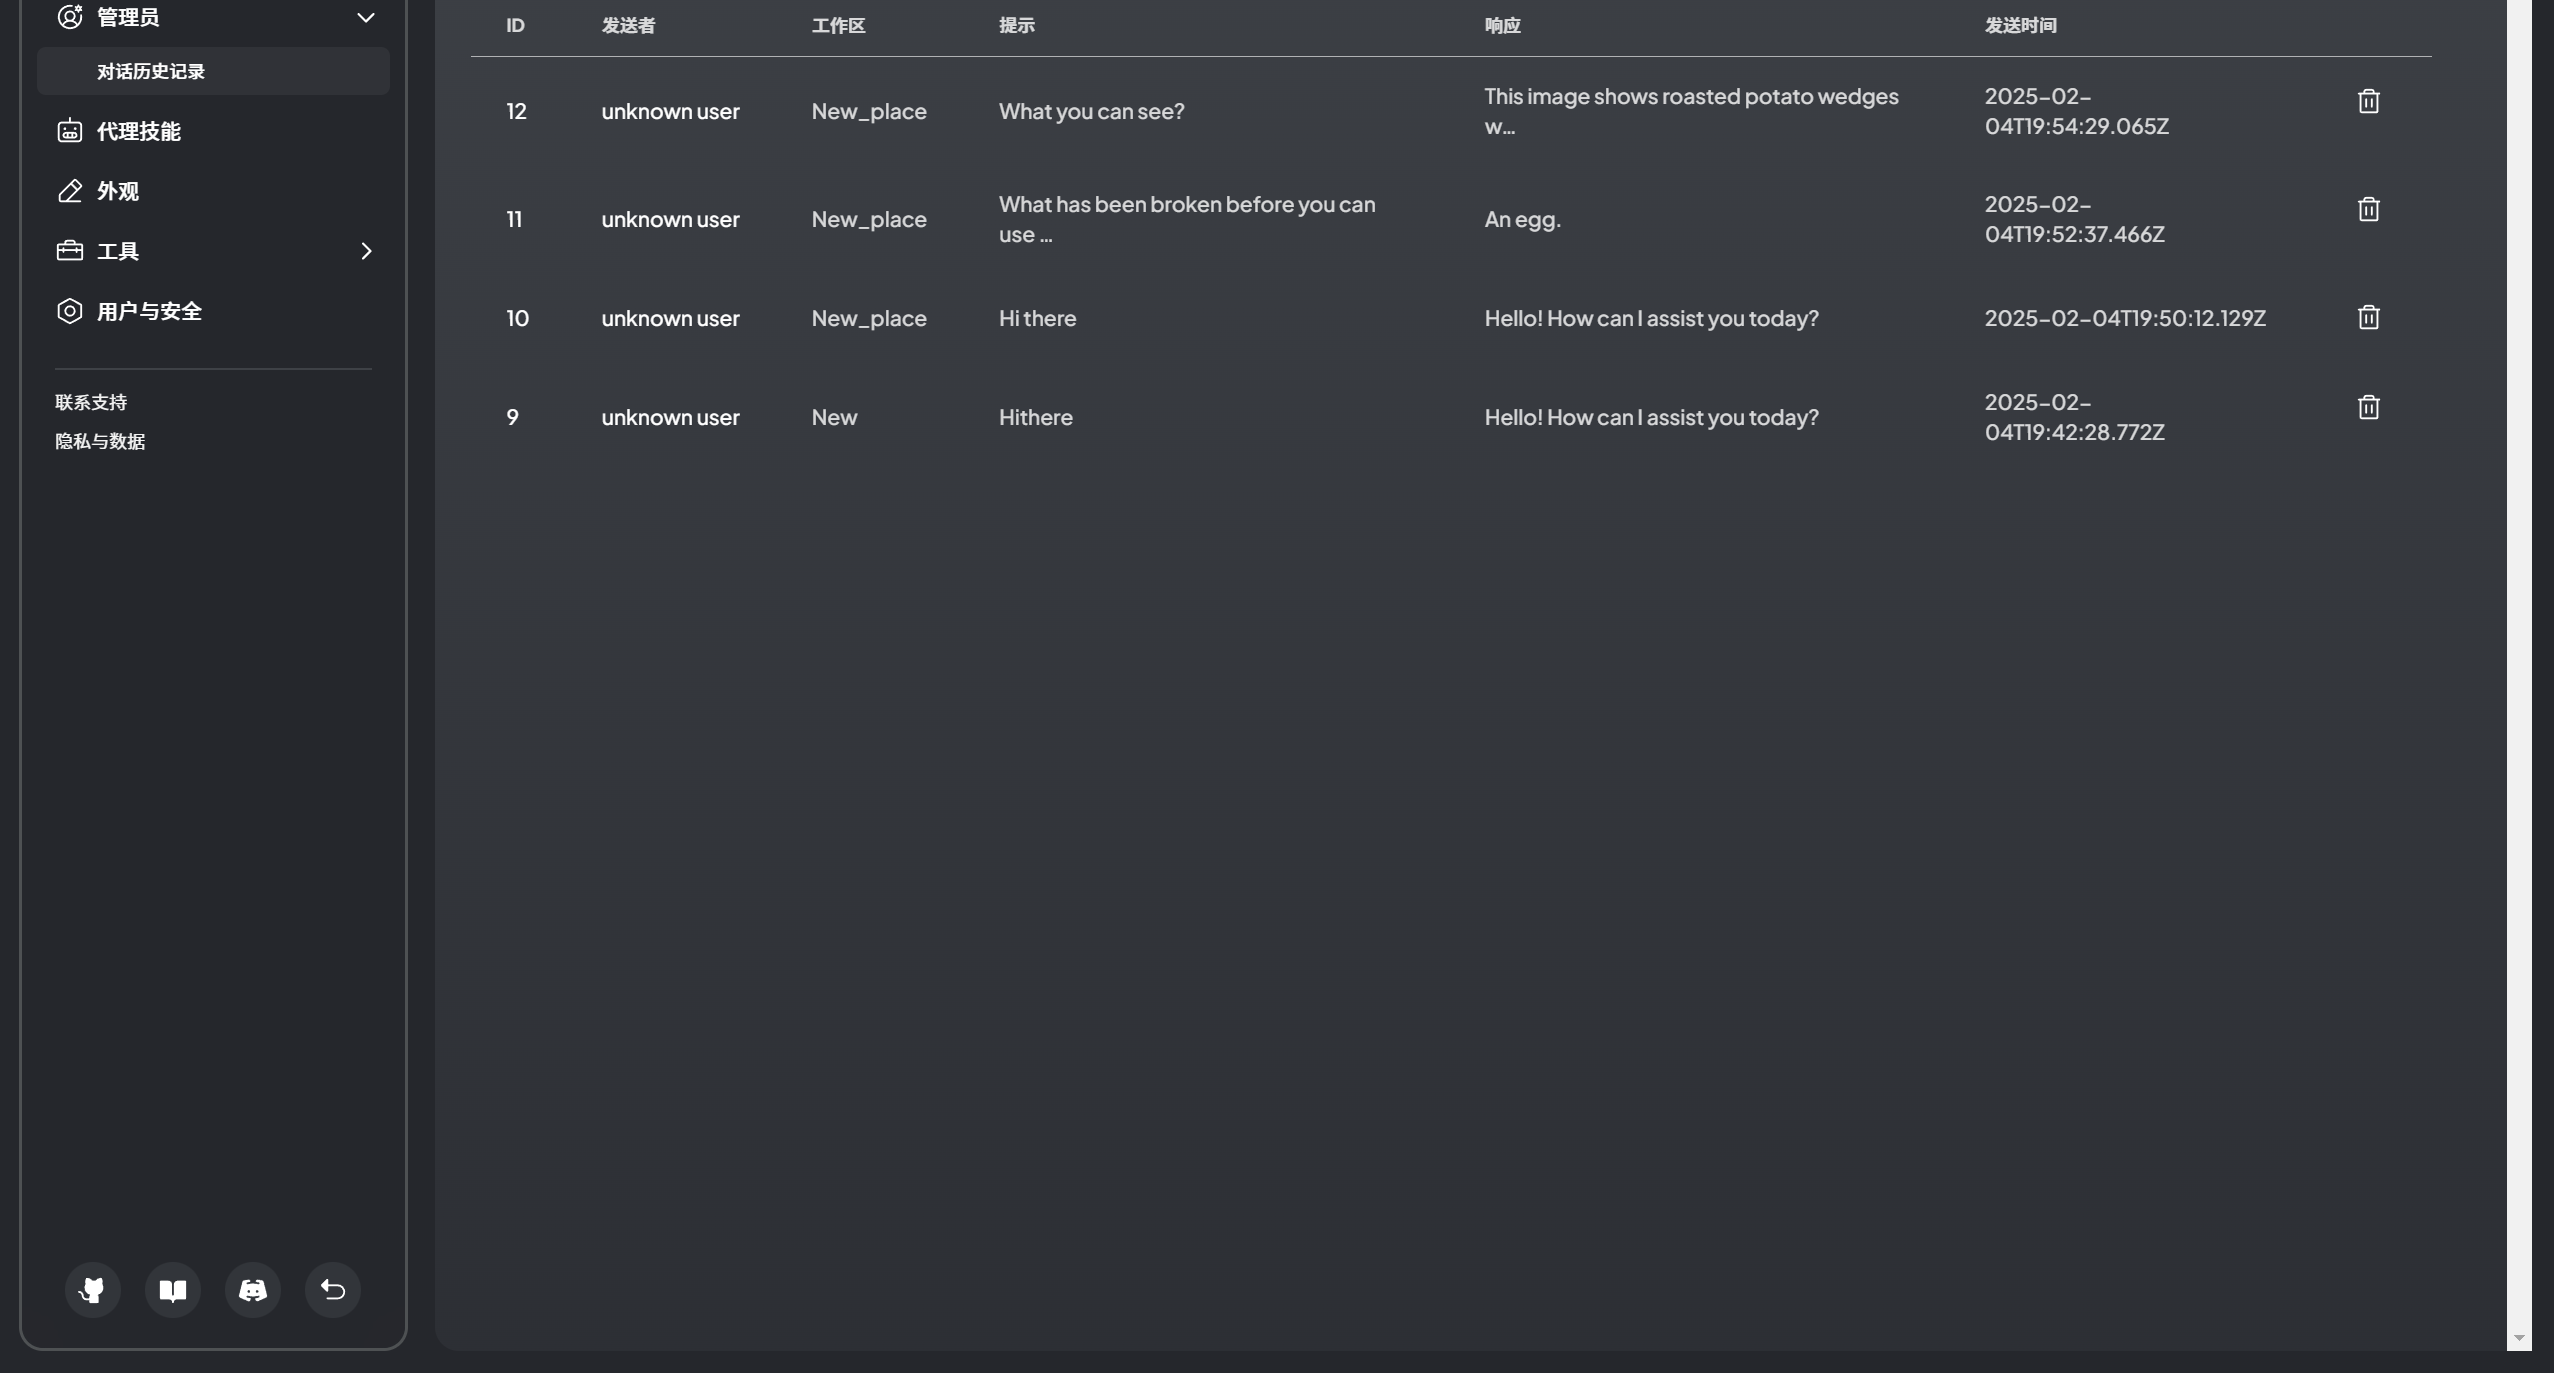 管理员
对话历史记录
代理技能
外观
工具
用户与安全
联系支持
隐私与数据
ID 发送者 工作区 提示 响应 发送时间
12 unknown user New_place What you can see? This image shows roasted potato wedges w... 2025-02-04T19:54:29.065Z
11 unknown user New_place What has been broken before you can use ... An egg. 2025-02-04T19:52:37.466Z
10 unknown user New_place Hi there Hello! How can I assist you today? 2025-02-04T19:50:12.129Z
9 unknown user New Hithere Hello! How can I assist you today? 2025-02-04T19:42:28.772Z